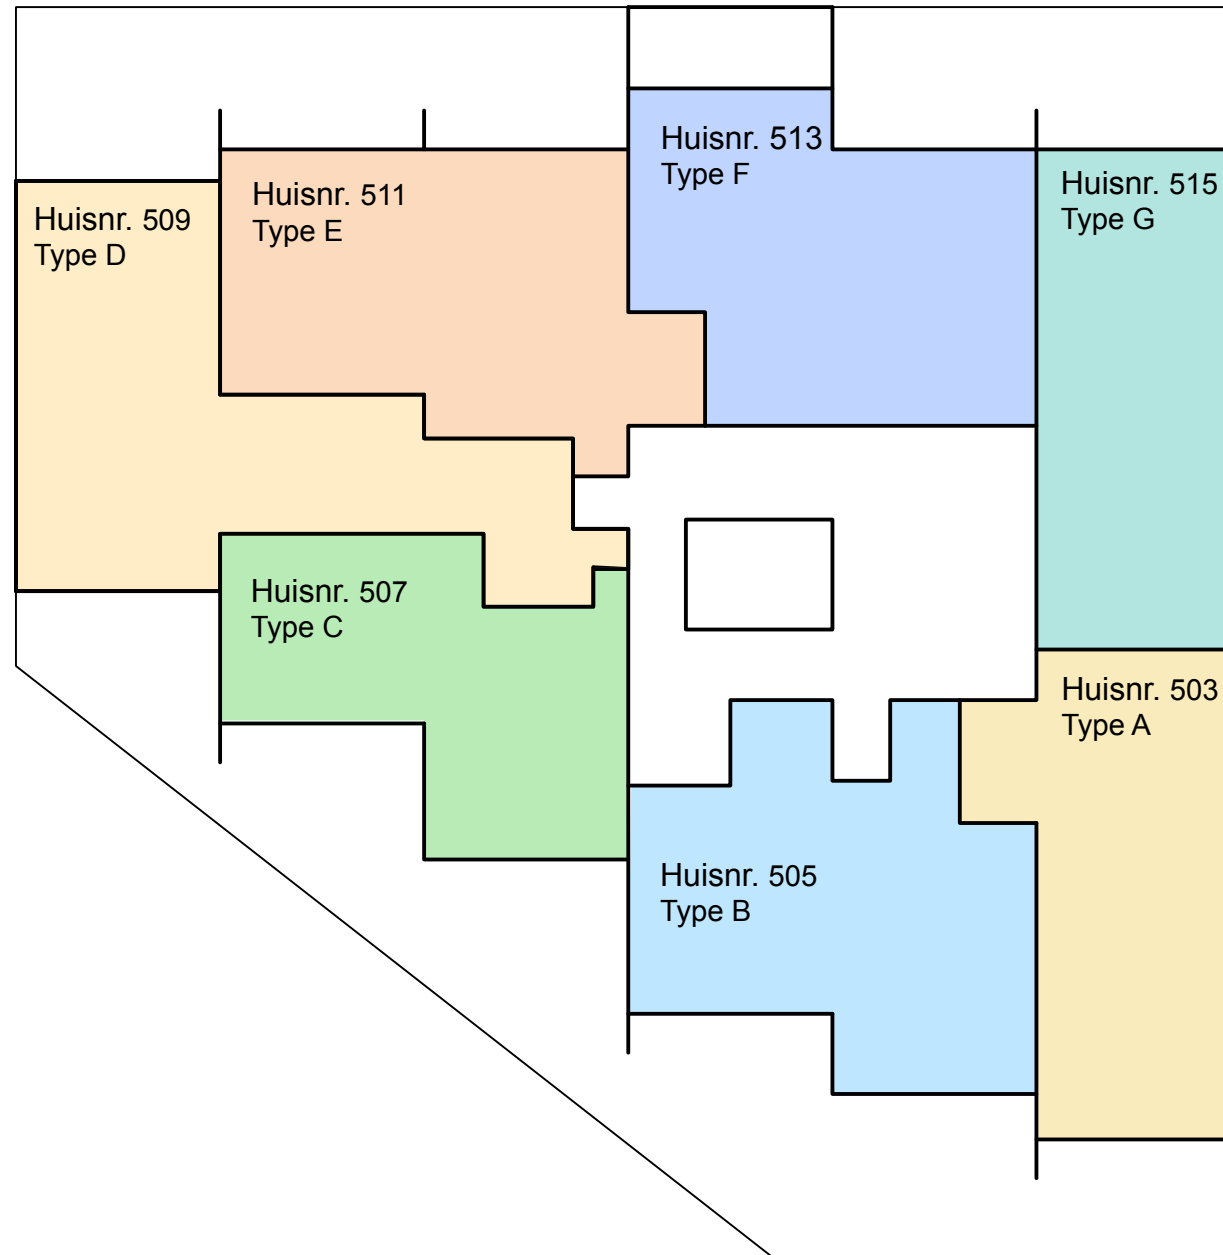 Huisnr. 513
Type F
Huisnr. 511
Type E
Huisnr. 515
Type G
Huisnr. 509
Type D
Huisnr. 507
Type C
Huisnr. 503
Type A
Huisnr. 505
Type B